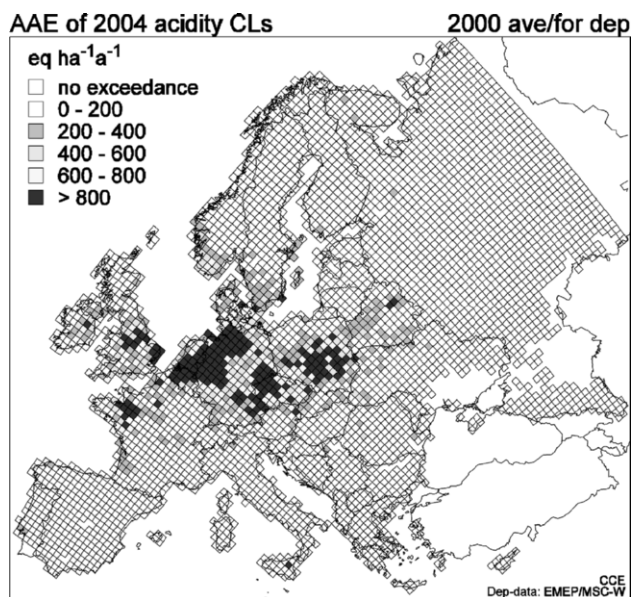 AAE of 2004 acidity CLs 2000 ave/for dep
eq ha⁻¹a⁻¹
no exceedance
0 - 200
200 - 400
400 - 600
600 - 800
> 800
CCE
Dep-data: EMEP/MSC-W